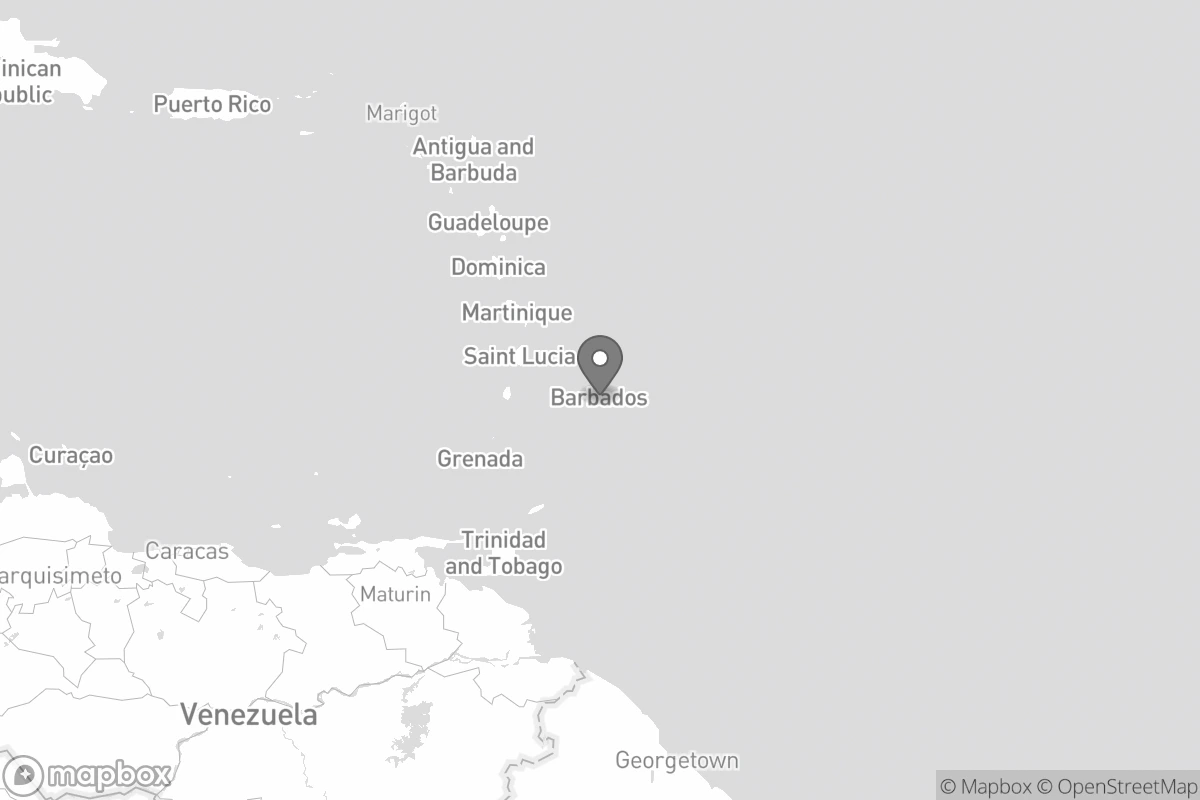 inican
public
Puerto Rico
Marigot
Antigua and
Barbuda
Guadeloupe
Dominica
Martinique
Saint Lucia
Barbados
Curaçao
Grenada
Trinidad
and Tobago
Caracas
arquisimeto
Maturin
Venezuela
Georgetown
mapbox
© Mapbox © OpenStreetMap